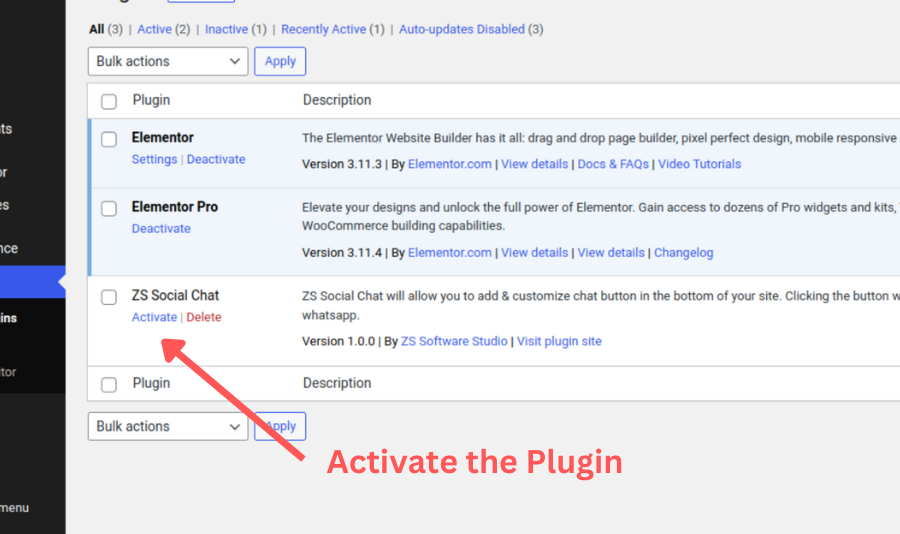 All (3) | Active (2) | Inactive (1) | Recently Active (1) | Auto-updates Disabled (3)
Bulk actions Apply
Plugin Description
Elementor The Elementor Website Builder has it all: drag and drop page builder, pixel perfect design, mobile responsive
Settings | Deactivate Version 3.11.3 | By Elementor.com | View details | Docs & FAQs | Video Tutorials
Elementor Pro Elevate your designs and unlock the full power of Elementor. Gain access to dozens of Pro widgets and kits,
Deactivate WooCommerce building capabilities.
Version 3.11.4 | By Elementor.com | View details | View details | Changelog
ZS Social Chat ZS Social Chat will allow you to add & customize chat button in the bottom of your site. Clicking the button
Activate | Delete whatsapp.
Version 1.0.0 | By ZS Software Studio | Visit plugin site
Plugin Description
Bulk actions Apply
Activate the Plugin
menu